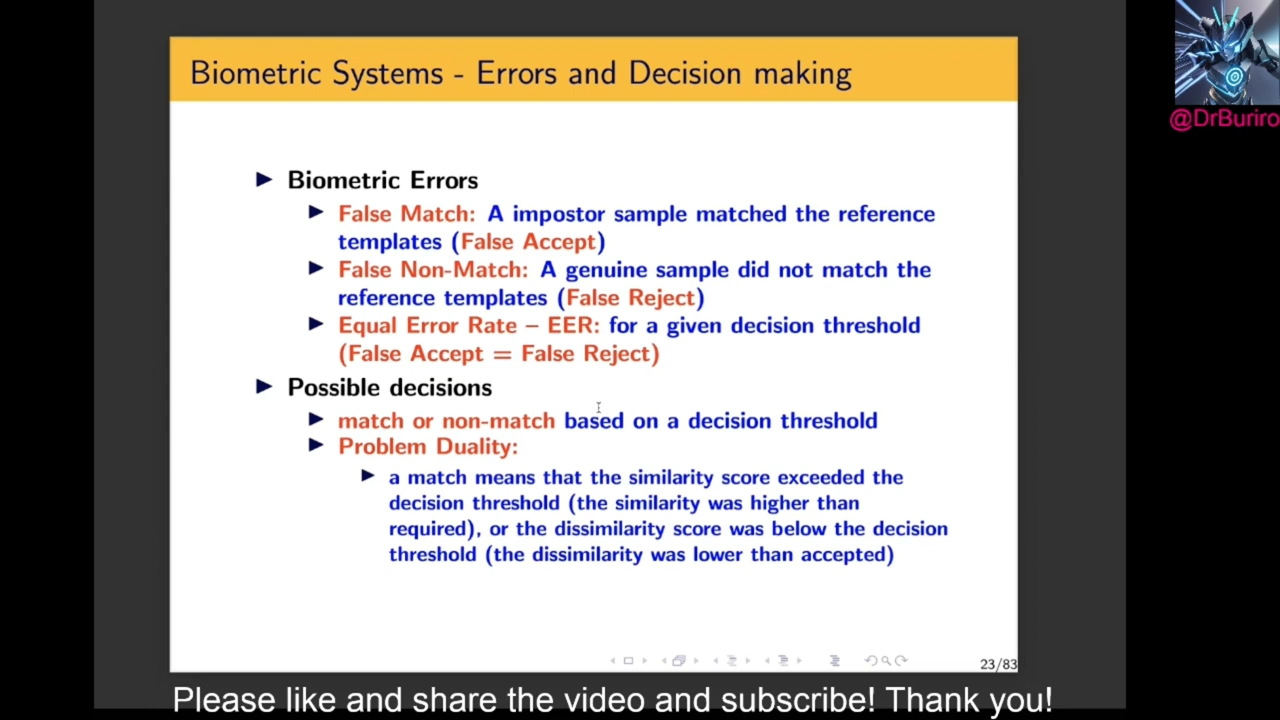 Biometric Systems - Errors and Decision making
@DrBuriro
Biometric Errors
False Match: A impostor sample matched the reference
templates (False Accept)
False Non-Match: A genuine sample did not match the
reference templates (False Reject)
Equal Error Rate – EER: for a given decision threshold
(False Accept = False Reject)
Possible decisions
match or non-match based on a decision threshold
Problem Duality:
a match means that the similarity score exceeded the
decision threshold (the similarity was higher than
required), or the dissimilarity score was below the decision
threshold (the dissimilarity was lower than accepted)
23/83
Please like and share the video and subscribe! Thank you!